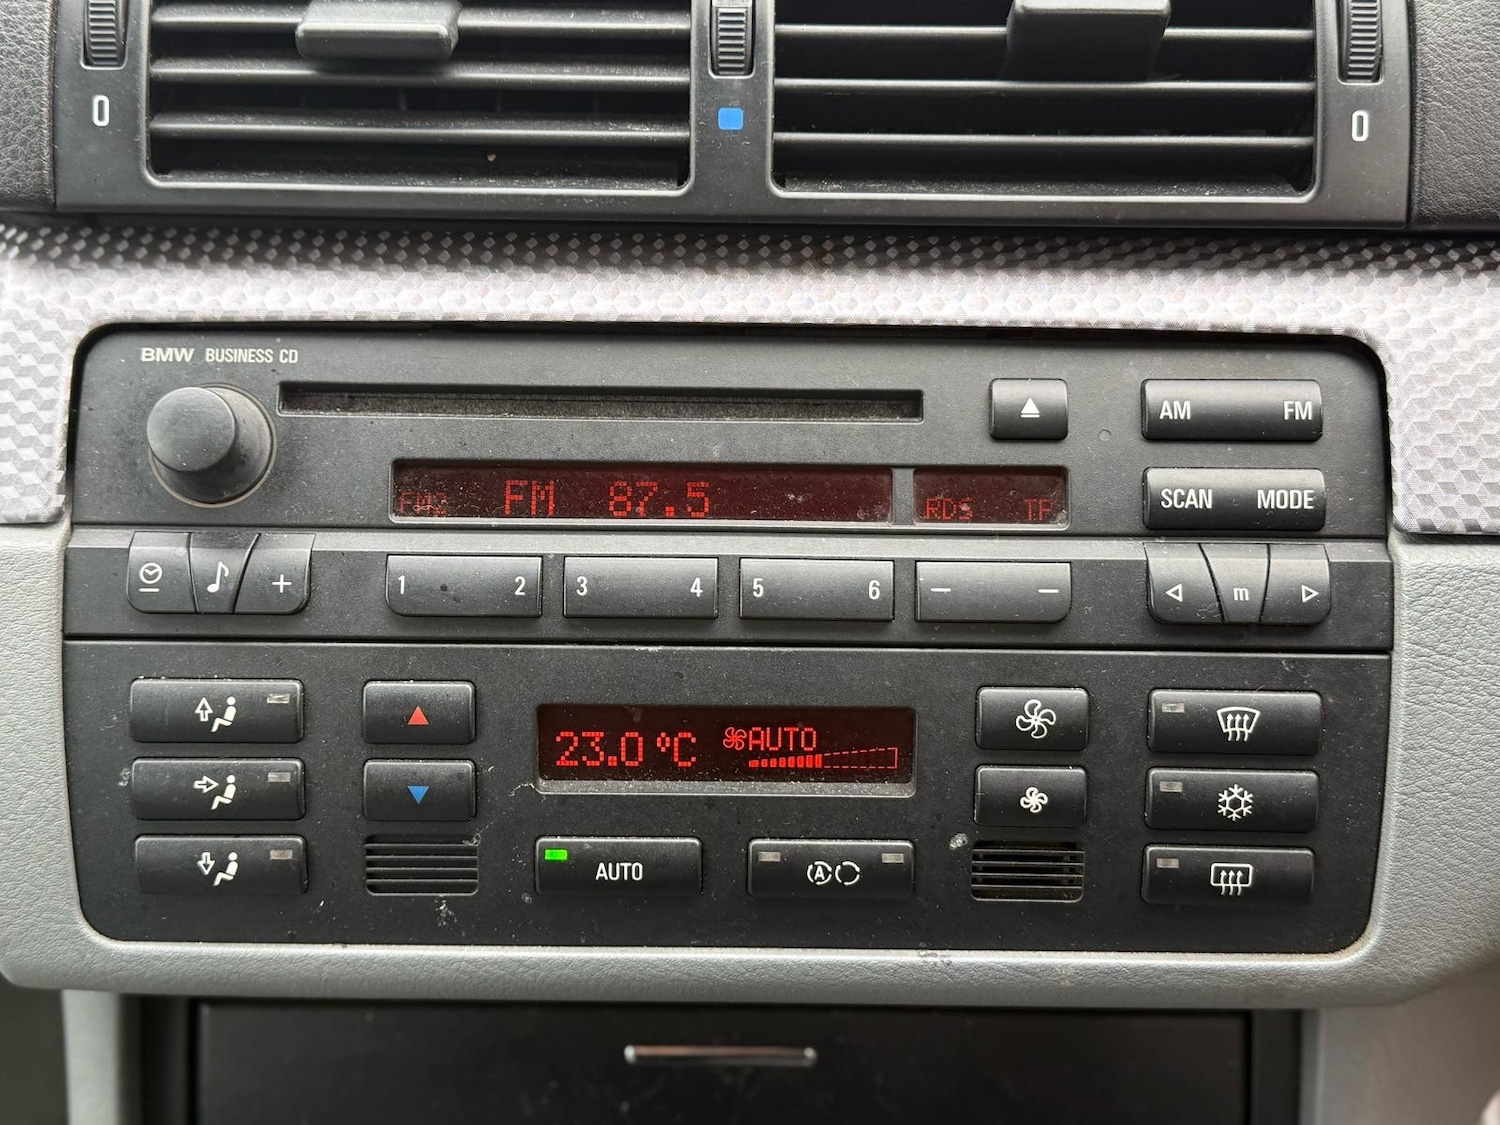 0
0
BMW BUSINESS CD
AM FM
FM2 FM 87.5 RDS TP
SCAN MODE
1 2 3 4 5 6 − −
+ m
23.0 °C AUTO
AUTO
A